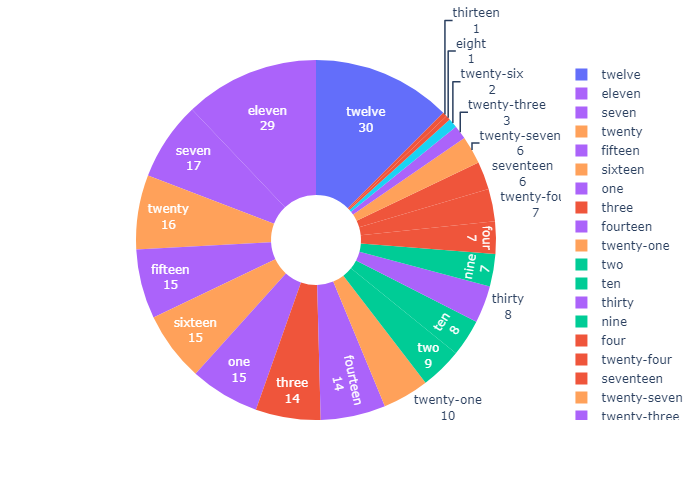 thirteen
1
eight
1
twenty-six
2
twenty-three
3
twenty-seven
6
seventeen
6
twenty-fou
7
four
7
nine
7
thirty
8
ten
8
two
9
twenty-one
10
fourteen
14
three
14
one
15
sixteen
15
fifteen
15
twenty
16
seven
17
eleven
29
twelve
30
twelve
eleven
seven
twenty
fifteen
sixteen
one
three
fourteen
twenty-one
two
ten
thirty
nine
four
twenty-four
seventeen
twenty-seven
twenty-three